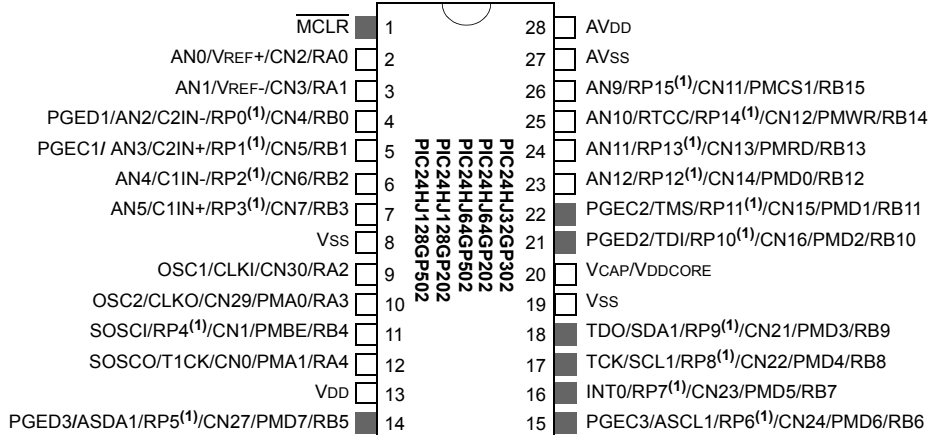 MCLR 1 28 AVDD
AN0/VREF+/CN2/RA0 2 27 AVSS
AN1/VREF-/CN3/RA1 3 26 AN9/RP15(1)/CN11/PMCS1/RB15
PGED1/AN2/C2IN-/RP0(1)/CN4/RB0 4 25 AN10/RTCC/RP14(1)/CN12/PMWR/RB14
PGEC1/ AN3/C2IN+/RP1(1)/CN5/RB1 5 24 AN11/RP13(1)/CN13/PMRD/RB13
AN4/C1IN-/RP2(1)/CN6/RB2 6 23 AN12/RP12(1)/CN14/PMD0/RB12
AN5/C1IN+/RP3(1)/CN7/RB3 7 22 PGEC2/TMS/RP11(1)/CN15/PMD1/RB11
VSS 8 21 PGED2/TDI/RP10(1)/CN16/PMD2/RB10
OSC1/CLKI/CN30/RA2 9 20 VCAP/VDDCORE
OSC2/CLKO/CN29/PMA0/RA3 10 19 VSS
SOSCI/RP4(1)/CN1/PMBE/RB4 11 18 TDO/SDA1/RP9(1)/CN21/PMD3/RB9
SOSCO/T1CK/CN0/PMA1/RA4 12 17 TCK/SCL1/RP8(1)/CN22/PMD4/RB8
VDD 13 16 INT0/RP7(1)/CN23/PMD5/RB7
PGED3/ASDA1/RP5(1)/CN27/PMD7/RB5 14 15 PGEC3/ASCL1/RP6(1)/CN24/PMD6/RB6
PIC24HJ32GP302
PIC24HJ64GP202
PIC24HJ64GP502
PIC24HJ128GP202
PIC24HJ128GP502